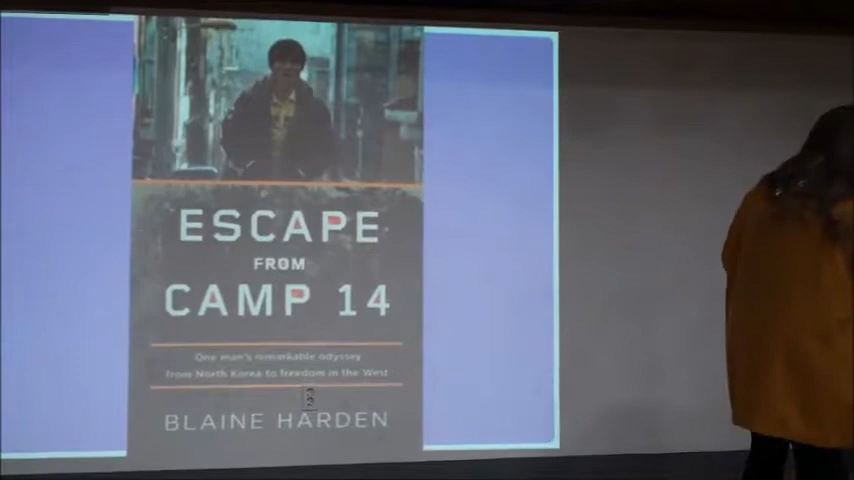 ESCAPE
FROM
CAMP 14
One man's remarkable odyssey
from North Korea to freedom in the West
BLAINE HARDEN